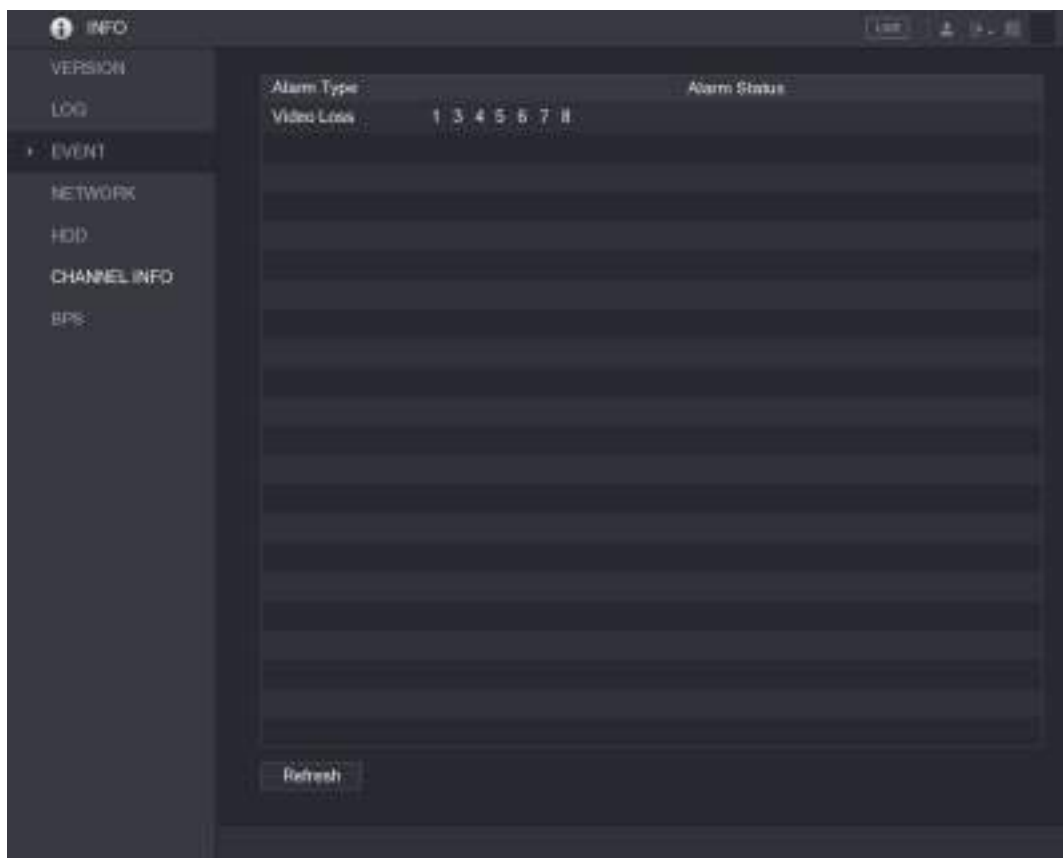 INFO
LIVE
VERSION
LOG
EVENT
NETWORK
HDD
CHANNEL INFO
BPS
Alarm Type Alarm Status
Video Loss 1 3 4 5 6 7 8
Refresh